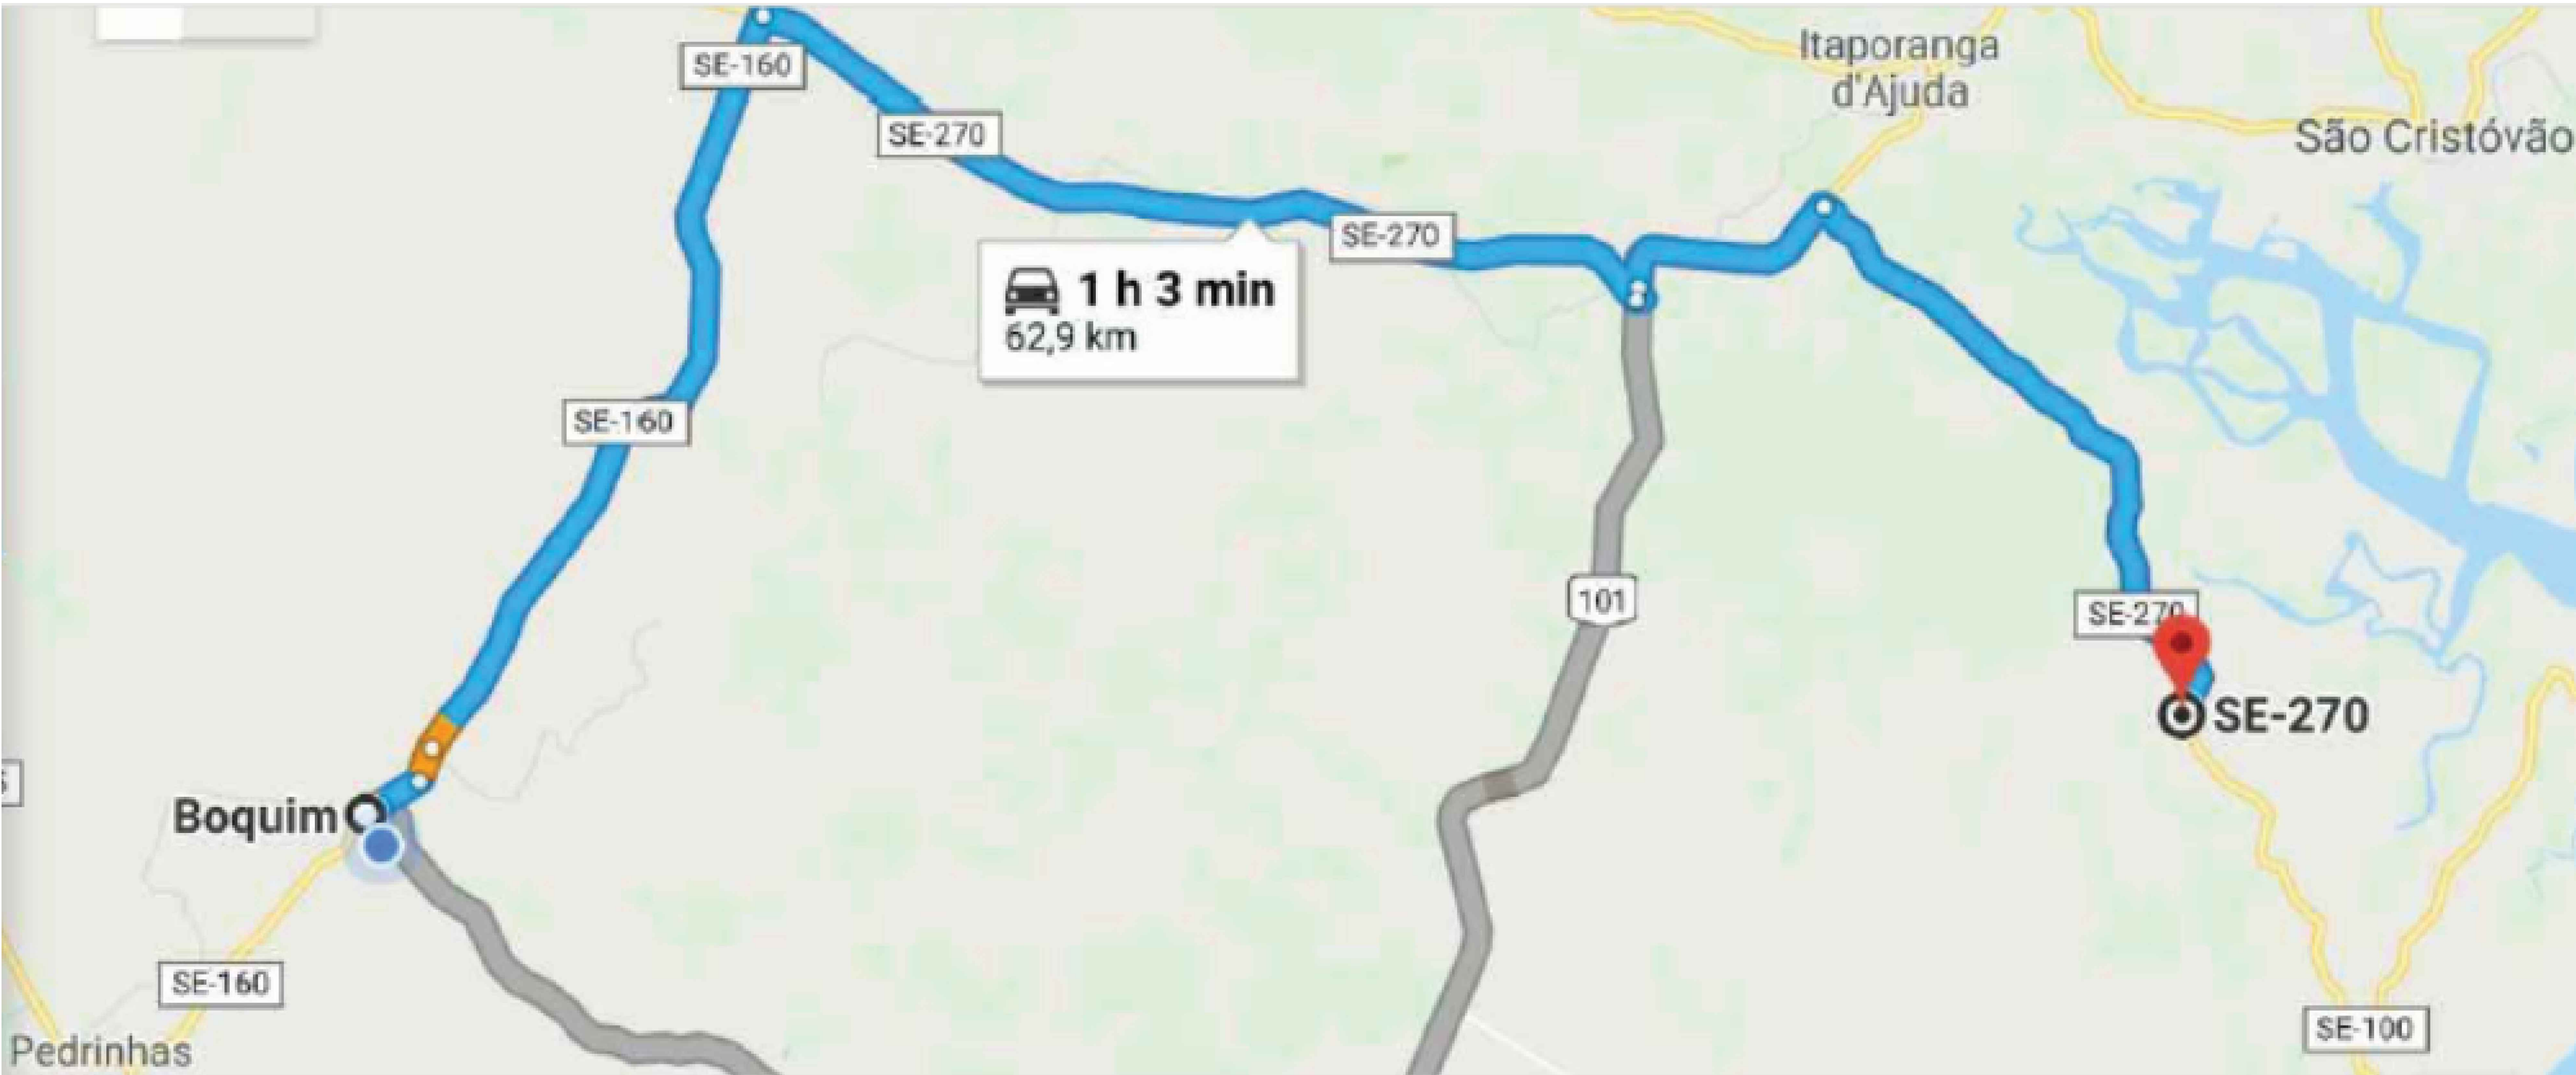 Itaporanga
d'Ajuda
SE-160
SE-270
São Cristóvão
SE-270
1 h 3 min
62,9 km
SE-160
101
SE-270
SE-270
Boquim
SE-160
SE-100
Pedrinhas